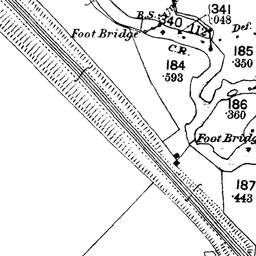 341
.048
B.S.
340
.412
Def.
Foot Bridge
C.R.
185
.350
184
.593
186
.360
Foot Bridg
187
.443